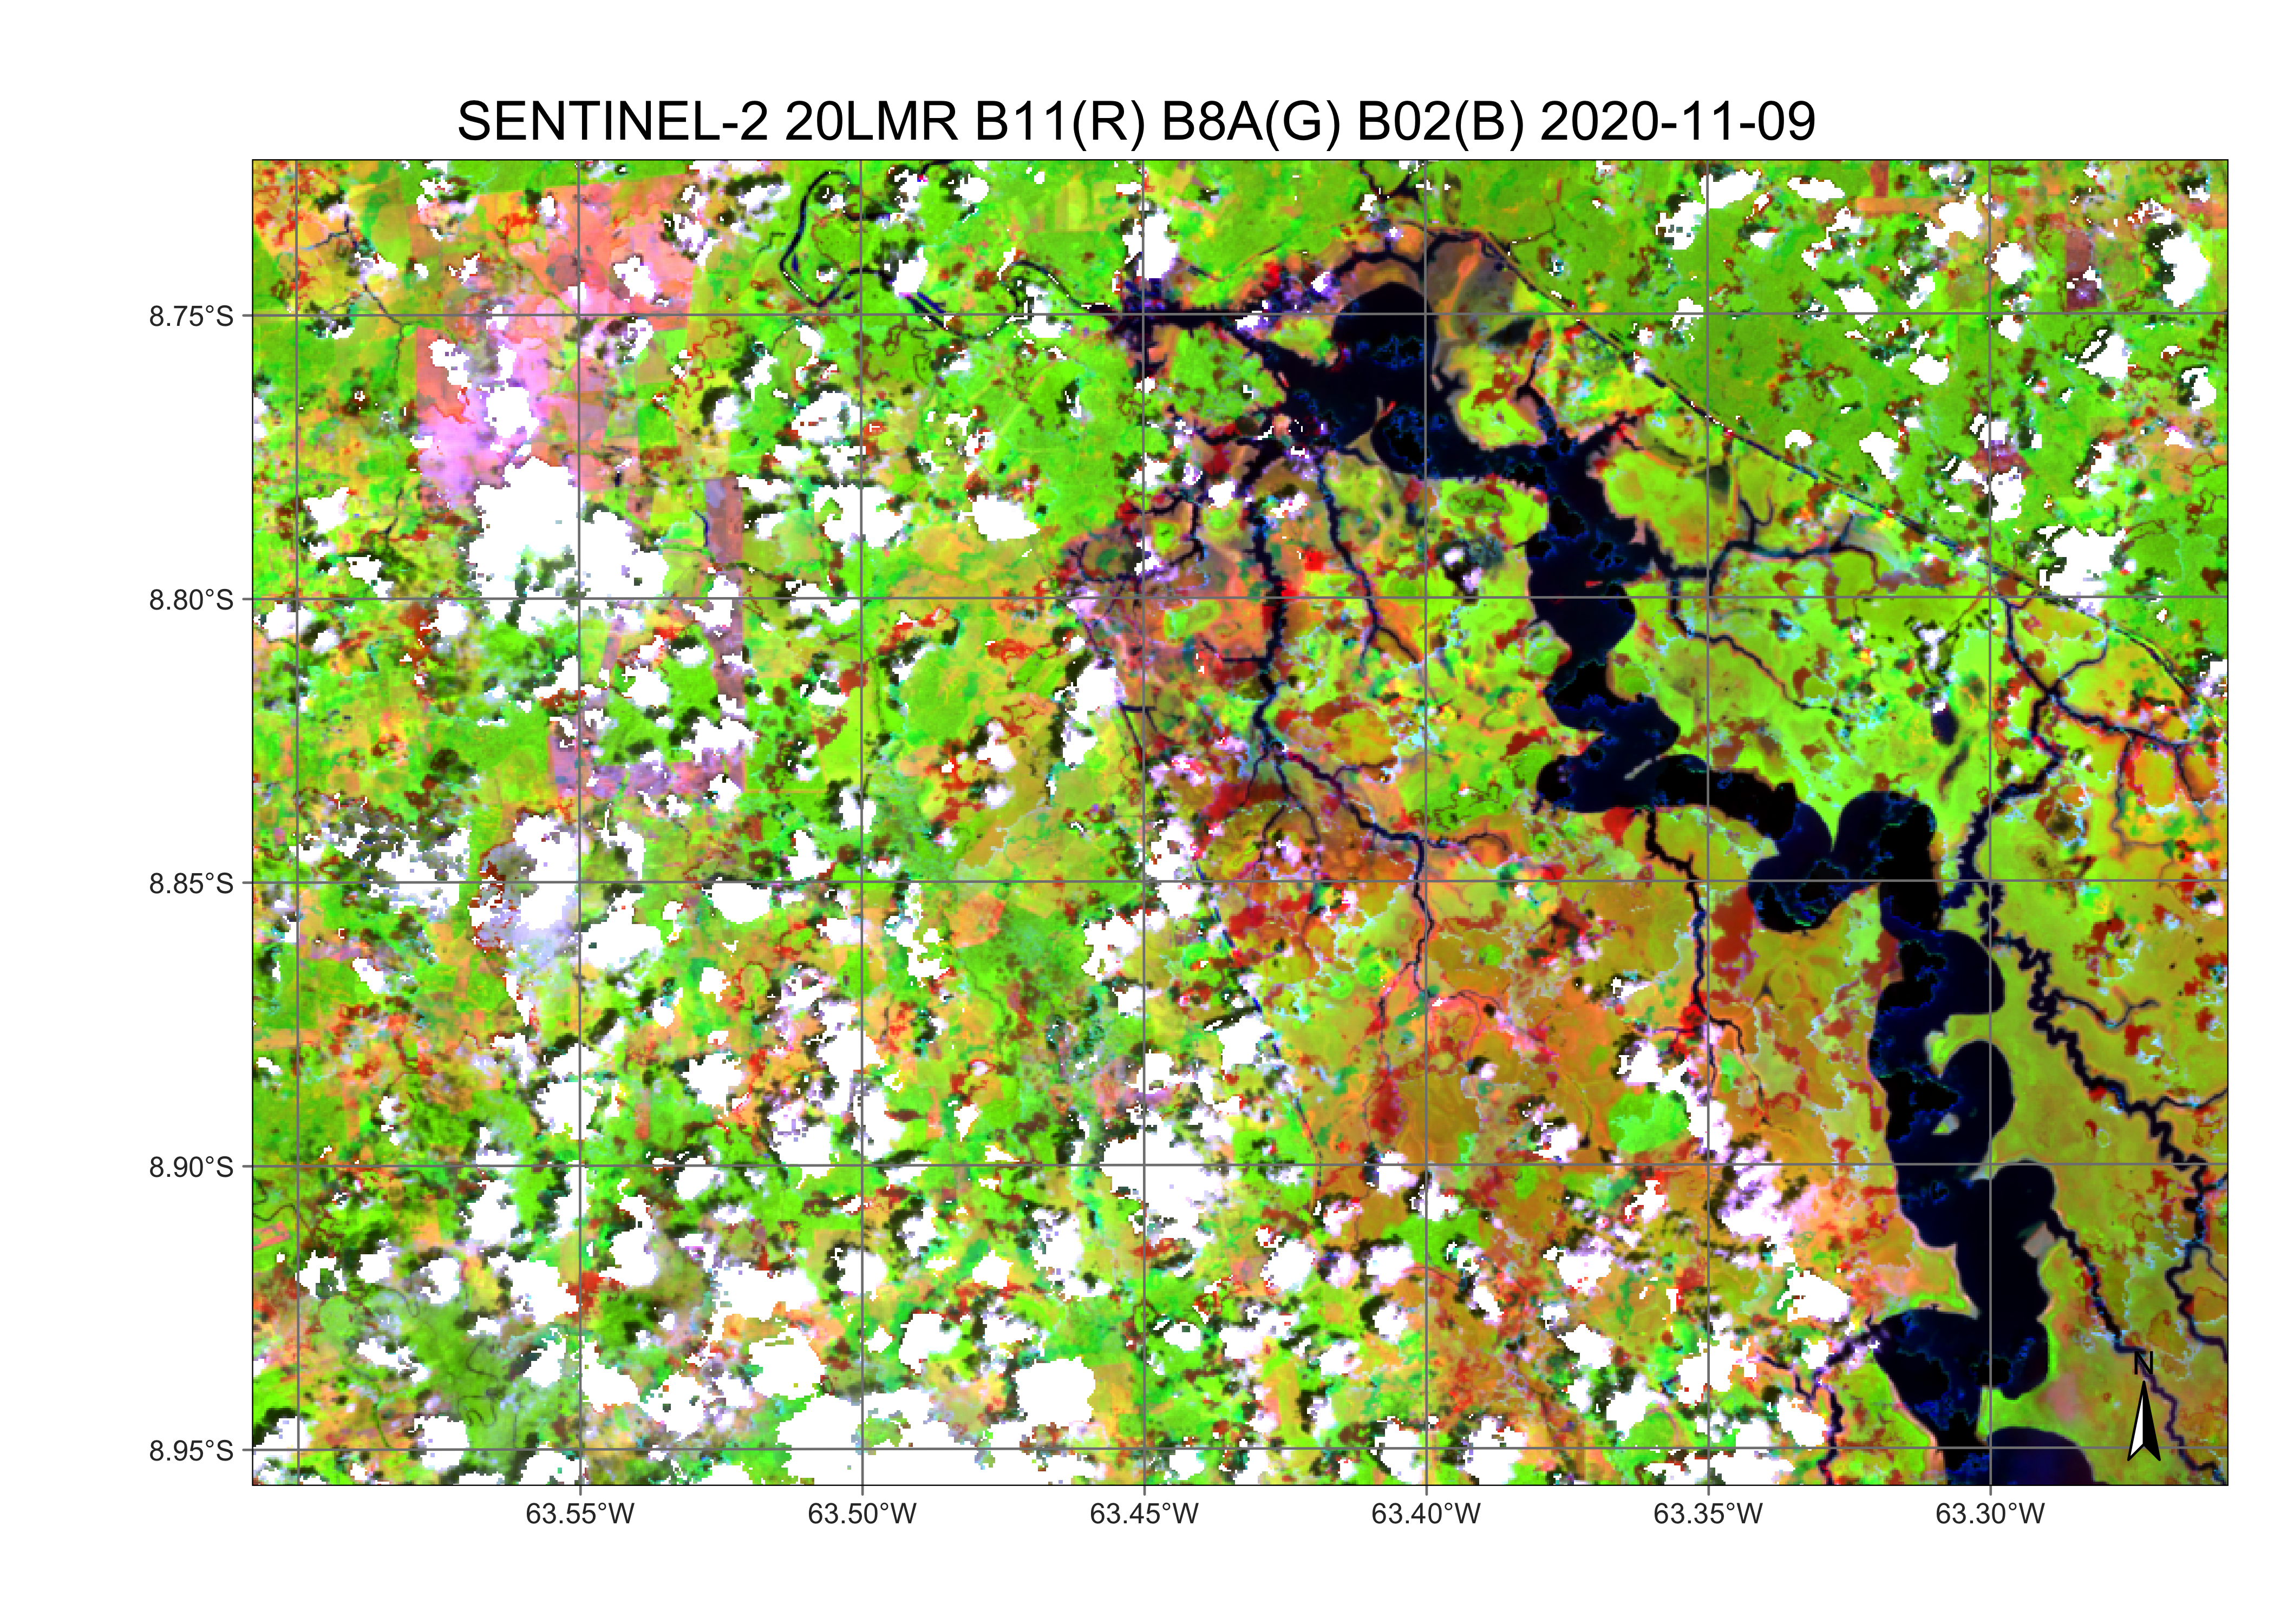 SENTINEL-2 20LMR B11(R) B8A(G) B02(B) 2020-11-09
8.75°S
8.80°S
8.85°S
8.90°S
N
8.95°S
63.55°W 63.50°W 63.45°W 63.40°W 63.35°W 63.30°W